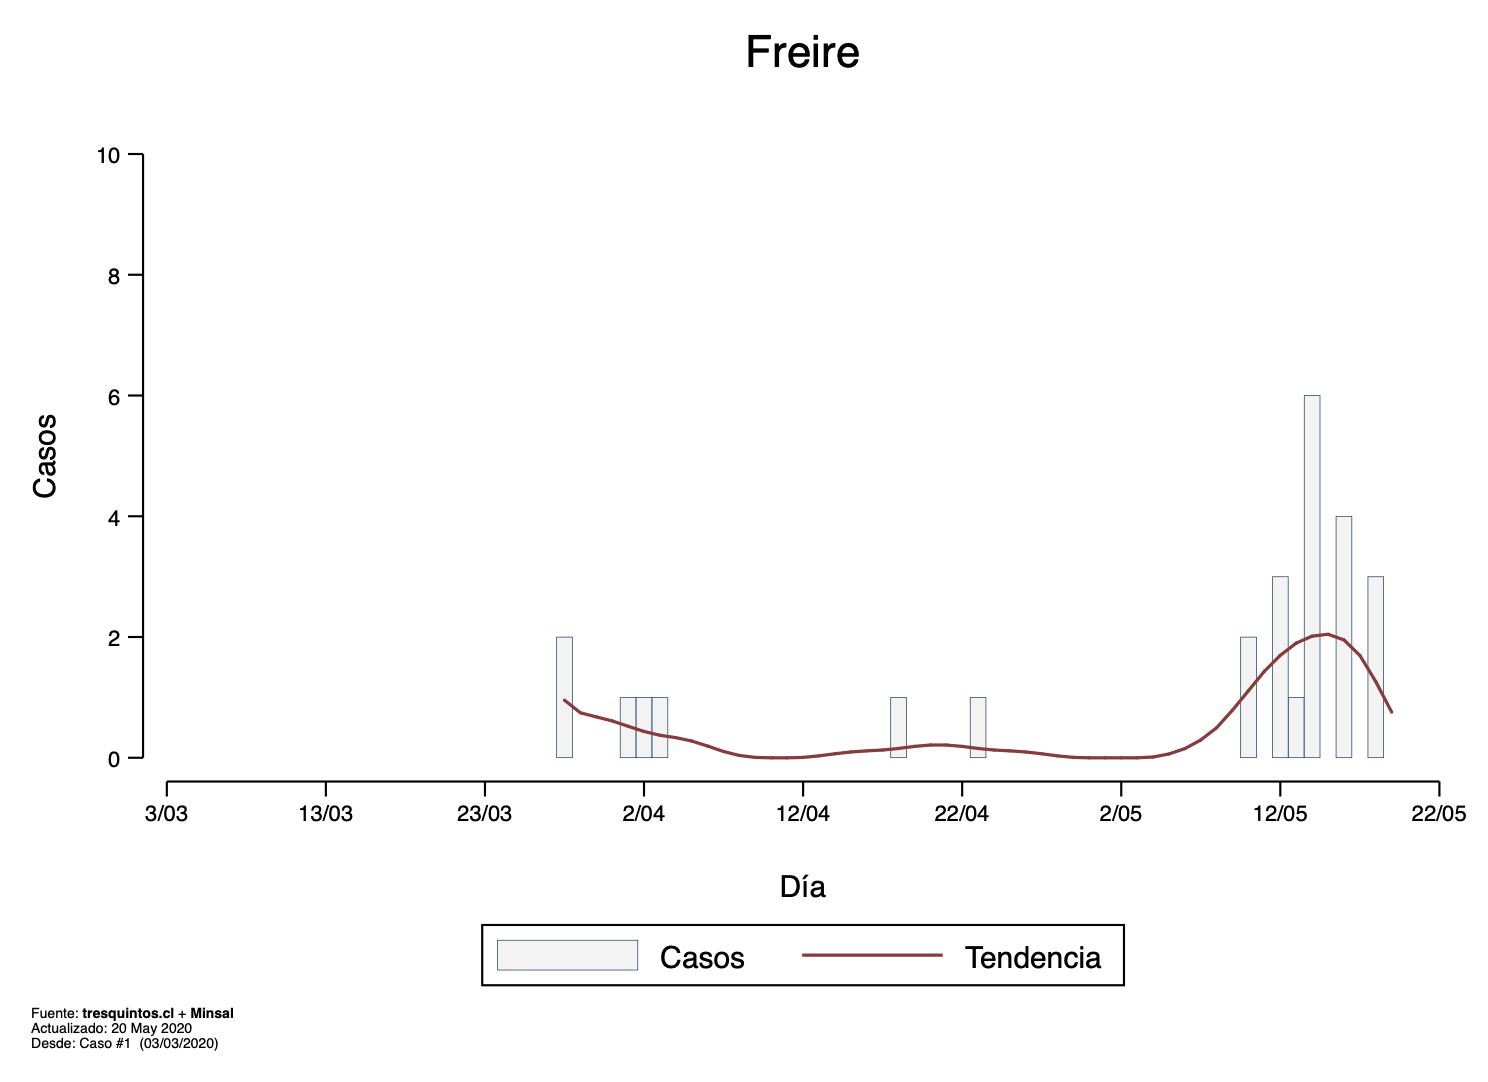 Freire
10
8
6
4
2
0
Casos
3/03 13/03 23/03 2/04 12/04 22/04 2/05 12/05 22/05
Día
Casos Tendencia
Fuente: tresquintos.cl + Minsal
Actualizado: 20 May 2020
Desde: Caso #1 (03/03/2020)